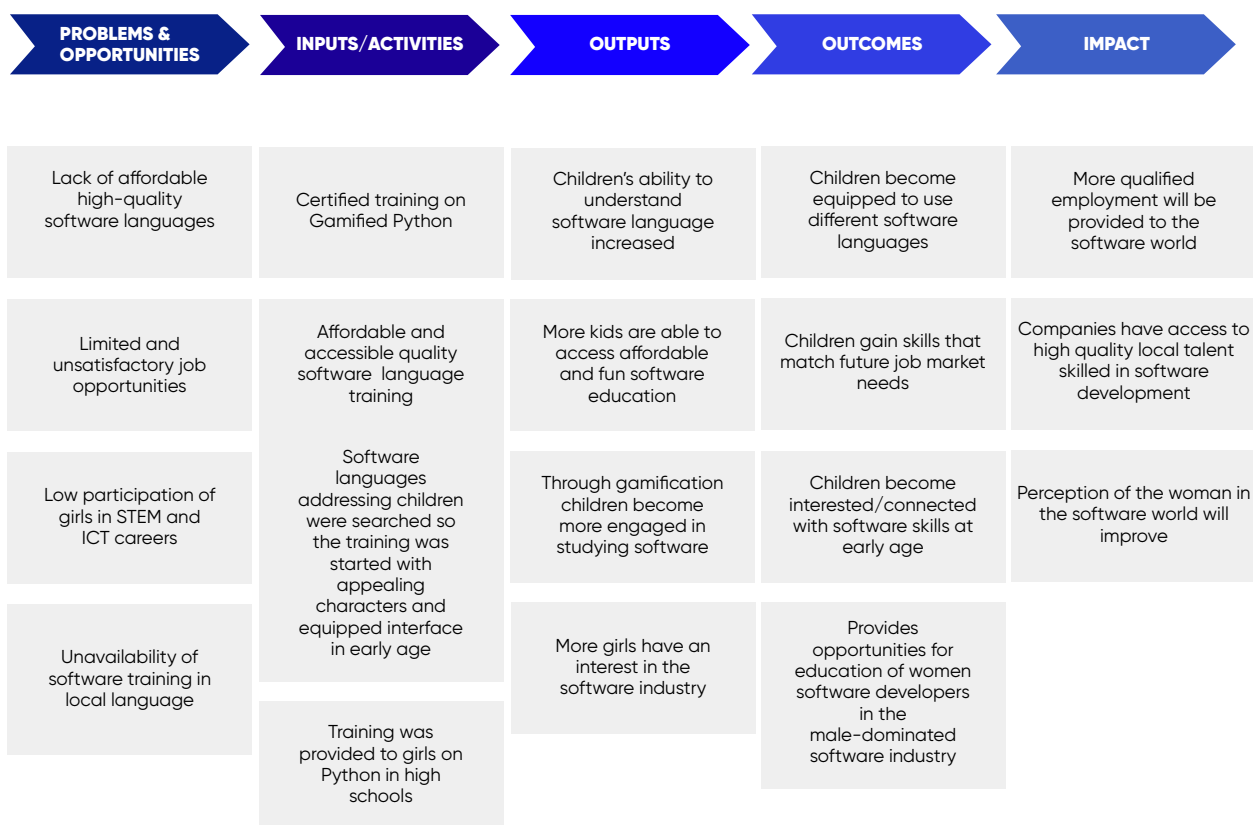 PROBLEMS &
OPPORTUNITIES
INPUTS/ACTIVITIES
OUTPUTS
OUTCOMES
IMPACT
Lack of affordable
high-quality
software languages
Limited and
unsatisfactory job
opportunities
Low participation of
girls in STEM and
ICT careers
Unavailability of
software training in
local language
Certified training on
Gamified Python
Affordable and
accessible quality
software language
training
Software
languages
addressing children
were searched so
the training was
started with
appealing
characters and
equipped interface
in early age
Training was
provided to girls on
Python in high
schools
Children’s ability to
understand
software language
increased
More kids are able to
access affordable
and fun software
education
Through gamification
children become
more engaged in
studying software
More girls have an
interest in the
software industry
Children become
equipped to use
different software
languages
Children gain skills that
match future job market
needs
Children become
interested/connected
with software skills at
early age
Provides
opportunities for
education of women
software developers
in the
male-dominated
software industry
More qualified
employment will be
provided to the
software world
Companies have access to
high quality local talent
skilled in software
development
Perception of the woman in
the software world will
improve